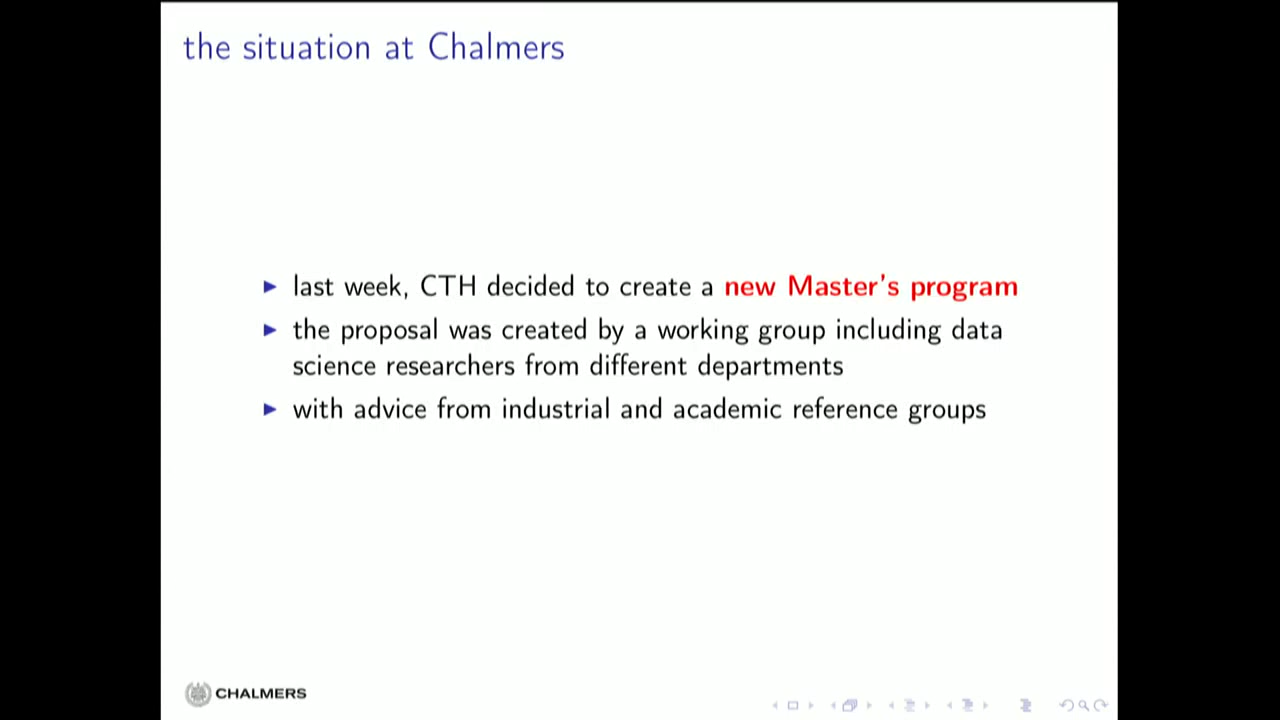 the situation at Chalmers
last week, CTH decided to create a new Master's program
the proposal was created by a working group including data
science researchers from different departments
with advice from industrial and academic reference groups
CHALMERS